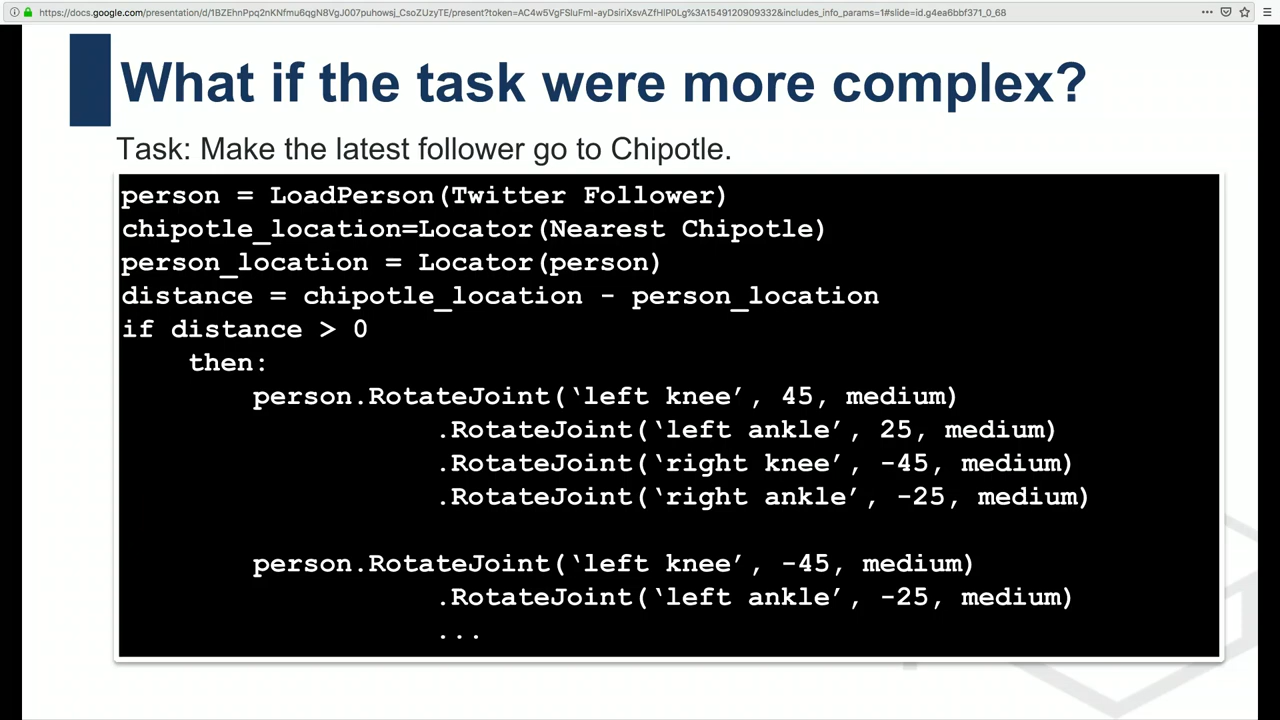 https://docs.google.com/presentation/d/1BZEhnPpq2nKNfmu6qgN8VgJ007puhowsj_CsoZUzyTE/present?token=AC4w5VgFSluFmI-ayDsiriXsvAZfHlP0Lg%3A1547010909332&includes_info_params=1#slide=id.g4ea6bbf371_0_68
What if the task were more complex?
Task: Make the latest follower go to Chipotle.
person = LoadPerson(Twitter Follower)
chipotle_location=Locator(Nearest Chipotle)
person_location = Locator(person)
distance = chipotle_location - person_location
if distance > 0
then:
person.RotateJoint(‘left knee’, 45, medium)
.RotateJoint(‘left ankle’, 25, medium)
.RotateJoint(‘right knee’, -45, medium)
.RotateJoint(‘right ankle’, -25, medium)
person.RotateJoint(‘left knee’, -45, medium)
.RotateJoint(‘left ankle’, -25, medium)
...